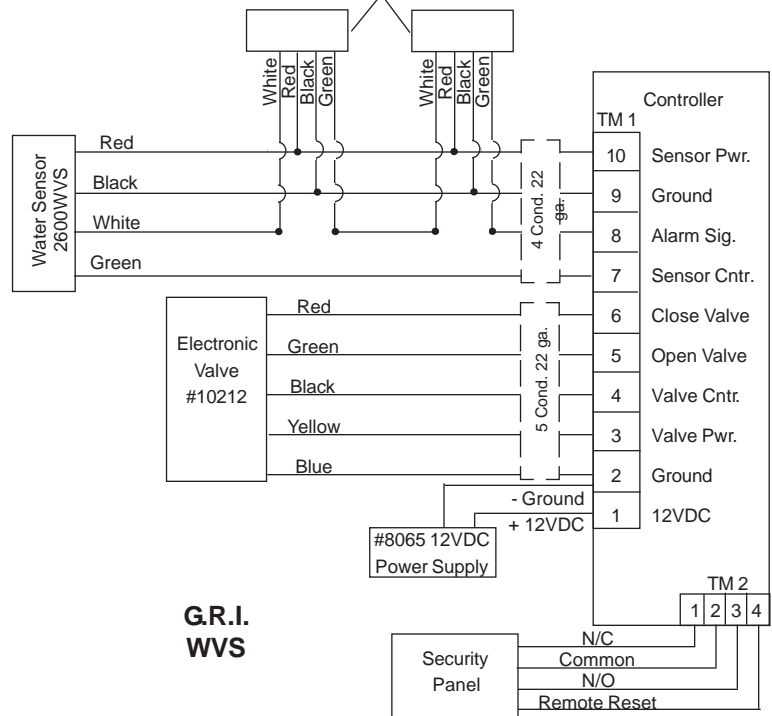 White
Red
Black
Green
White
Red
Black
Green
Controller
TM 1
Water Sensor
2600WVS
Red
Black
White
Green
4 Cond. 22
ga.
10 Sensor Pwr.
9 Ground
8 Alarm Sig.
7 Sensor Cntr.
6 Close Valve
5 Open Valve
4 Valve Cntr.
3 Valve Pwr.
2 Ground
1 12VDC
Electronic
Valve
#10212
Red
Green
Black
Yellow
Blue
5 Cond. 22 ga.
- Ground
+ 12VDC
#8065 12VDC
Power Supply
TM 2
1 2 3 4
G.R.I.
WVS
Security
Panel
N/C
Common
N/O
Remote Reset